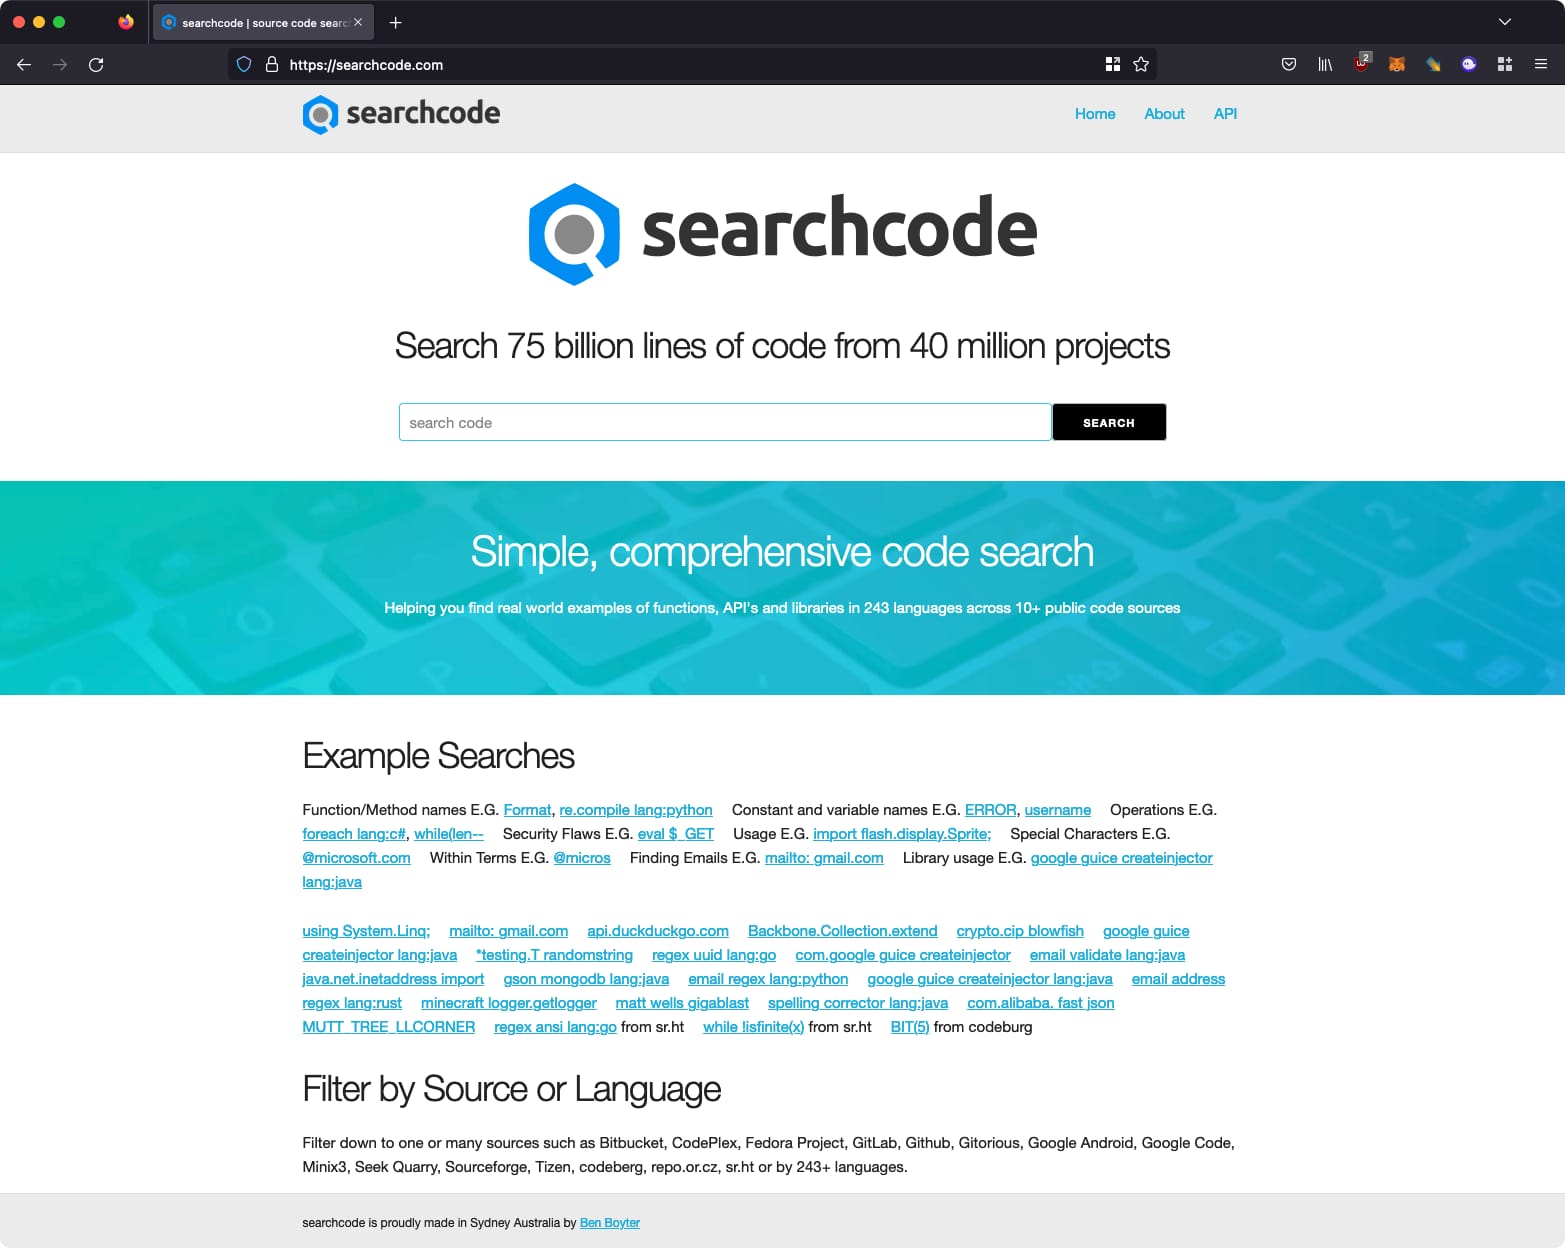 searchcode | source code searc
https://searchcode.com
2
searchcode
Home About API
searchcode
Search 75 billion lines of code from 40 million projects
search code
SEARCH
Simple, comprehensive code search
Helping you find real world examples of functions, API's and libraries in 243 languages across 10+ public code sources
Example Searches
Function/Method names E.G. Format, re.compile lang:python Constant and variable names E.G. ERROR, username Operations E.G.
foreach lang:c#, while(len-- Security Flaws E.G. eval $_GET Usage E.G. import flash.display.Sprite; Special Characters E.G.
@microsoft.com Within Terms E.G. @micros Finding Emails E.G. mailto: gmail.com Library usage E.G. google guice createinjector
lang:java
using System.Linq; mailto: gmail.com api.duckduckgo.com Backbone.Collection.extend crypto.cip blowfish google guice
createinjector lang:java *testing.T randomstring regex uuid lang:go com.google guice createinjector email validate lang:java
java.net.inetaddress import gson mongodb lang:java email regex lang:python google guice createinjector lang:java email address
regex lang:rust minecraft logger.getlogger matt wells gigablast spelling corrector lang:java com.alibaba. fast json
MUTT_TREE_LLCORNER regex ansi lang:go from sr.ht while !isfinite(x) from sr.ht BIT(5) from codeburg
Filter by Source or Language
Filter down to one or many sources such as Bitbucket, CodePlex, Fedora Project, GitLab, Github, Gitorious, Google Android, Google Code,
Minix3, Seek Quarry, Sourceforge, Tizen, codeberg, repo.or.cz, sr.ht or by 243+ languages.
searchcode is proudly made in Sydney Australia by Ben Boyter